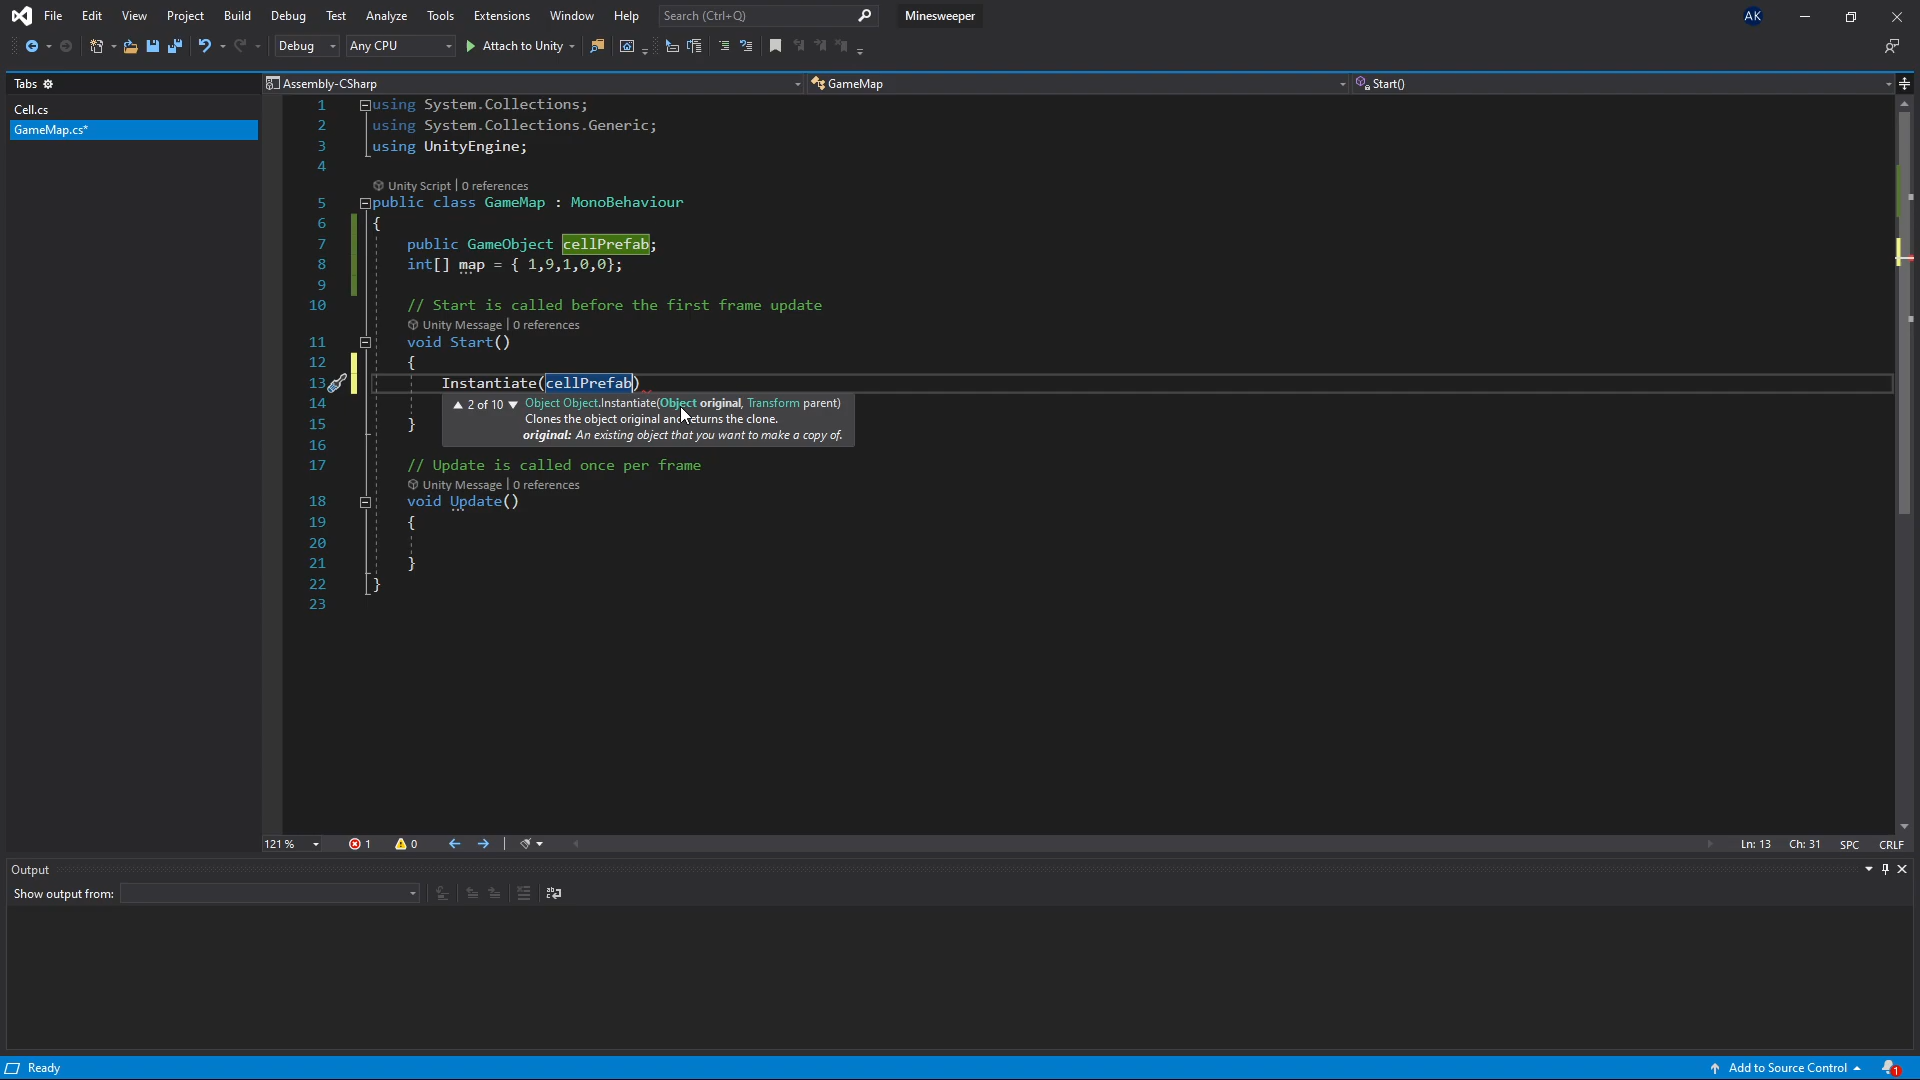 File Edit View Project Build Debug Test Analyze Tools Extensions Window Help Search (Ctrl+Q) Minesweeper AK
Debug Any CPU Attach to Unity
Tabs Assembly-CSharp GameMap Start()
Cell.cs
GameMap.cs*
1 using System.Collections;
2 using System.Collections.Generic;
3 using UnityEngine;
4
Unity Script | 0 references
5 public class GameMap : MonoBehaviour
6 {
7 public GameObject cellPrefab;
8 int[] map = { 1,9,1,0,0};
9
10 // Start is called before the first frame update
Unity Message | 0 references
11 void Start()
12 {
13 Instantiate(cellPrefab)
14 2 of 10 Object Object.Instantiate(Object original, Transform parent)
Clones the object original and returns the clone.
15 } original: An existing object that you want to make a copy of.
16
17 // Update is called once per frame
Unity Message | 0 references
18 void Update()
19 {
20
21 }
22 }
23
121 % 1 0 Ln: 13 Ch: 31 SPC CRLF
Output
Show output from:
Ready Add to Source Control 1